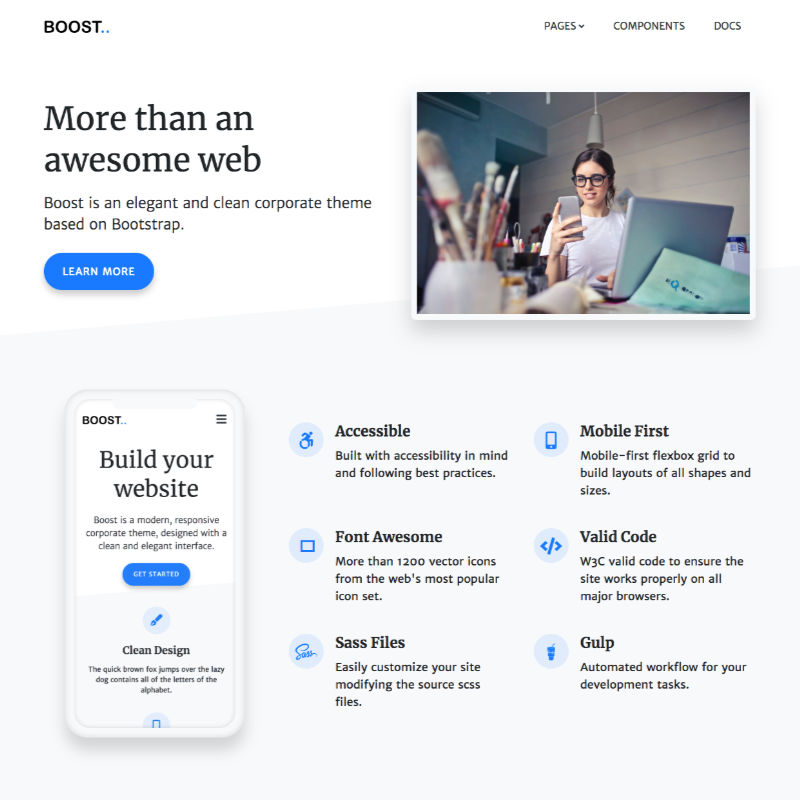 BOOST..
PAGES
COMPONENTS
DOCS
More than an
awesome web
Boost is an elegant and clean corporate theme
based on Bootstrap.
LEARN MORE
BOOST..
Build your
website
Boost is a modern, responsive
corporate theme, designed with a
clean and elegant interface.
GET STARTED
Clean Design
The quick brown fox jumps over the lazy
dog contains all of the letters of the
alphabet.
Accessible
Built with accessibility in mind
and following best practices.
Mobile First
Mobile-first flexbox grid to
build layouts of all shapes and
sizes.
Font Awesome
More than 1200 vector icons
from the web's most popular
icon set.
Valid Code
W3C valid code to ensure the
site works properly on all
major browsers.
Sass
Sass Files
Easily customize your site
modifying the source scss
files.
Gulp
Automated workflow for your
development tasks.